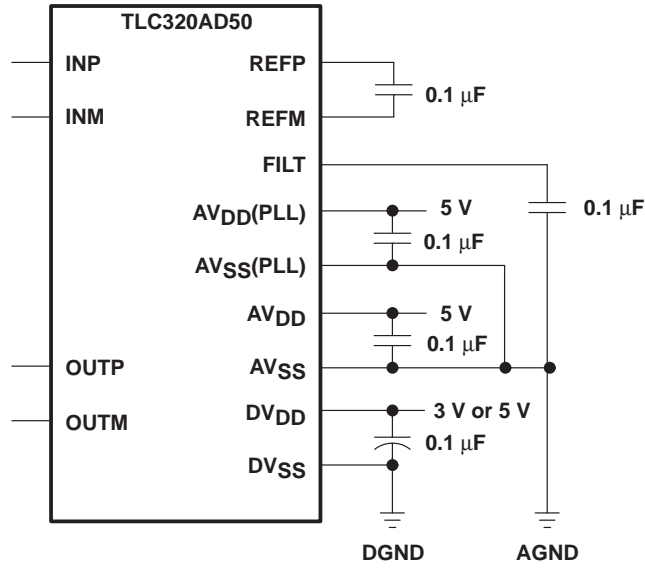 TLC320AD50
INP
REFP
0.1 μF
INM
REFM
FILT
0.1 μF
AVDD(PLL)
5 V
0.1 μF
AVSS(PLL)
AVDD
5 V
0.1 μF
OUTP
AVSS
OUTM
DVDD
3 V or 5 V
0.1 μF
DVSS
DGND
AGND